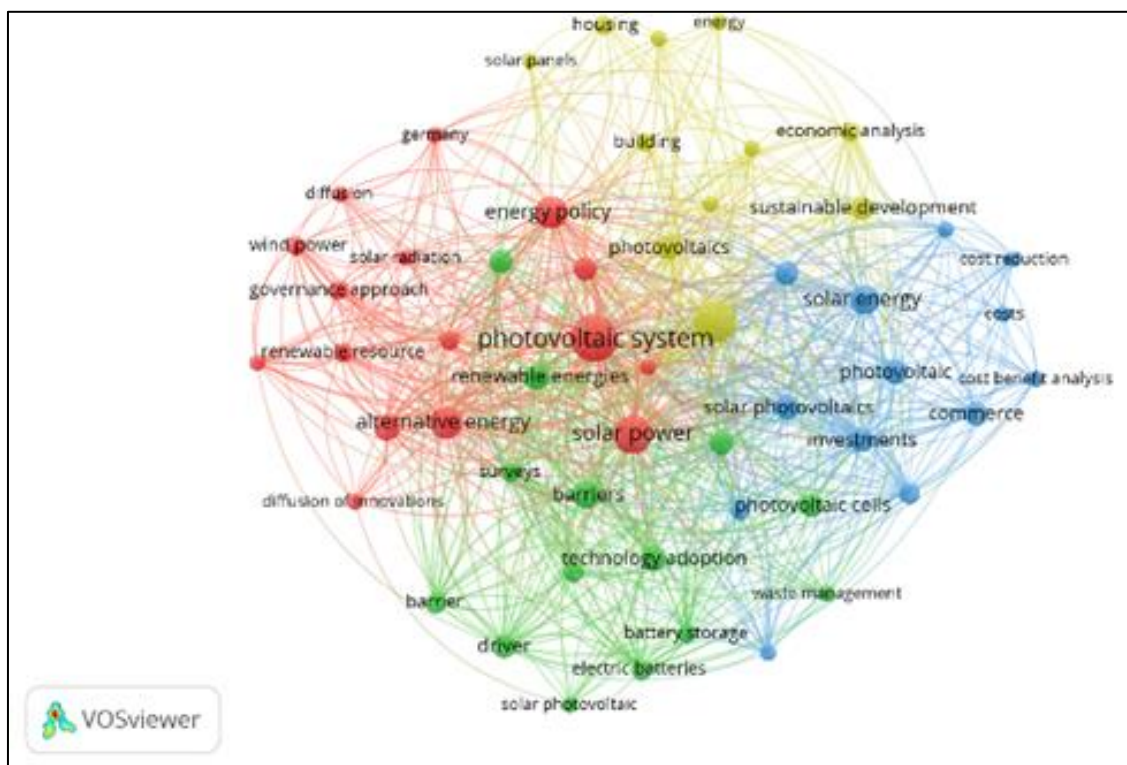 housing
energy
solar panels
germany
building
economic analysis
diffusion
energy policy
sustainable development
wind power
solar radiation
photovoltaics
cost reduction
governance approach
solar energy
costs
photovoltaic system
renewable resource
renewable energies
photovoltaic
cost benefit analysis
alternative energy
solar power
solar photovoltaics
commerce
investments
surveys
barriers
diffusion of innovations
photovoltaic cells
technology adoption
barrier
waste management
driver
battery storage
electric batteries
solar photovoltaic
VOSviewer